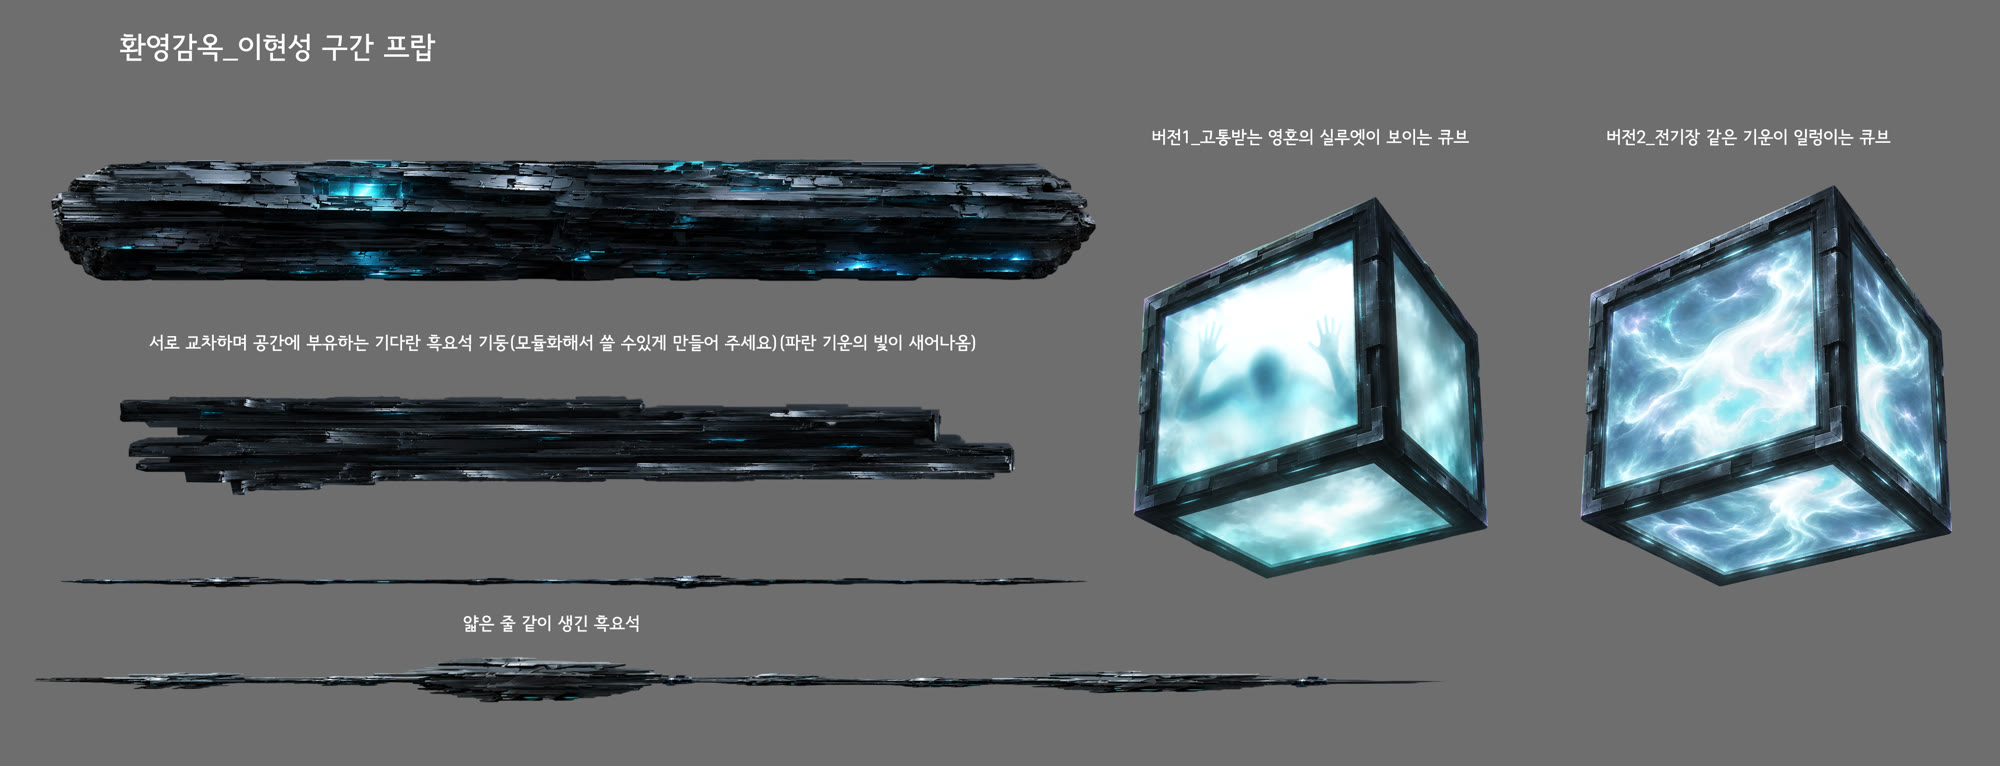 환영감옥_이현성 구간 프랍
버전1_고통받는 영혼의 실루엣이 보이는 큐브
버전2_전기장 같은 기운이 일렁이는 큐브
서로 교차하며 공간에 부유하는 기다란 흑요석 기둥(모듈화해서 쓸 수있게 만들어 주세요)(파란 기운의 빛이 새어나옴)
얇은 줄 같이 생긴 흑요석